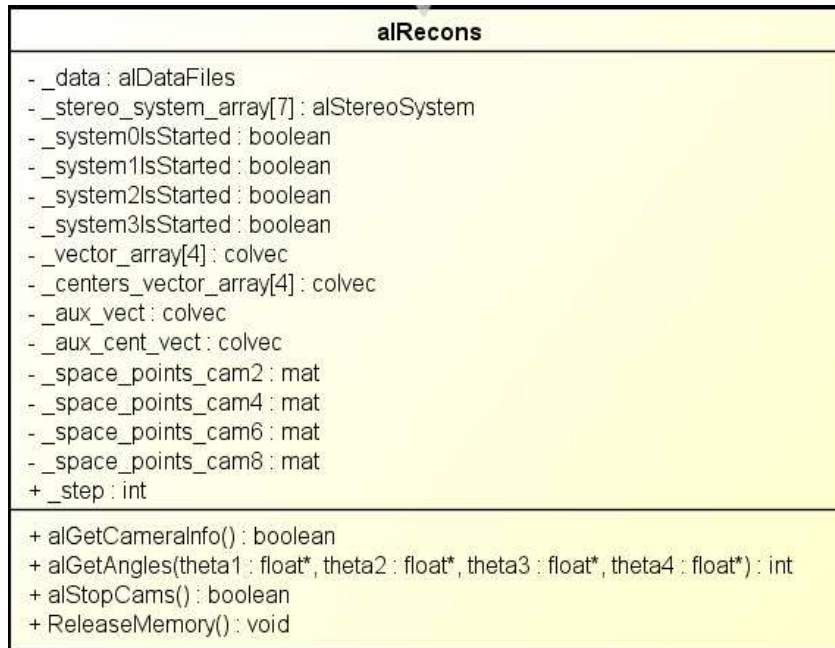 alRecons
- _data : alDataFiles
- _stereo_system_array[7] : alStereoSystem
- _system0IsStarted : boolean
- _system1IsStarted : boolean
- _system2IsStarted : boolean
- _system3IsStarted : boolean
- _vector_array[4] : colvec
- _centers_vector_array[4] : colvec
- _aux_vect : colvec
- _aux_cent_vect : colvec
- _space_points_cam2 : mat
- _space_points_cam4 : mat
- _space_points_cam6 : mat
- _space_points_cam8 : mat
+ _step : int
+ alGetCameraInfo() : boolean
+ alGetAngles(theta1 : float*, theta2 : float*, theta3 : float*, theta4 : float*) : int
+ alStopCams() : boolean
+ ReleaseMemory() : void